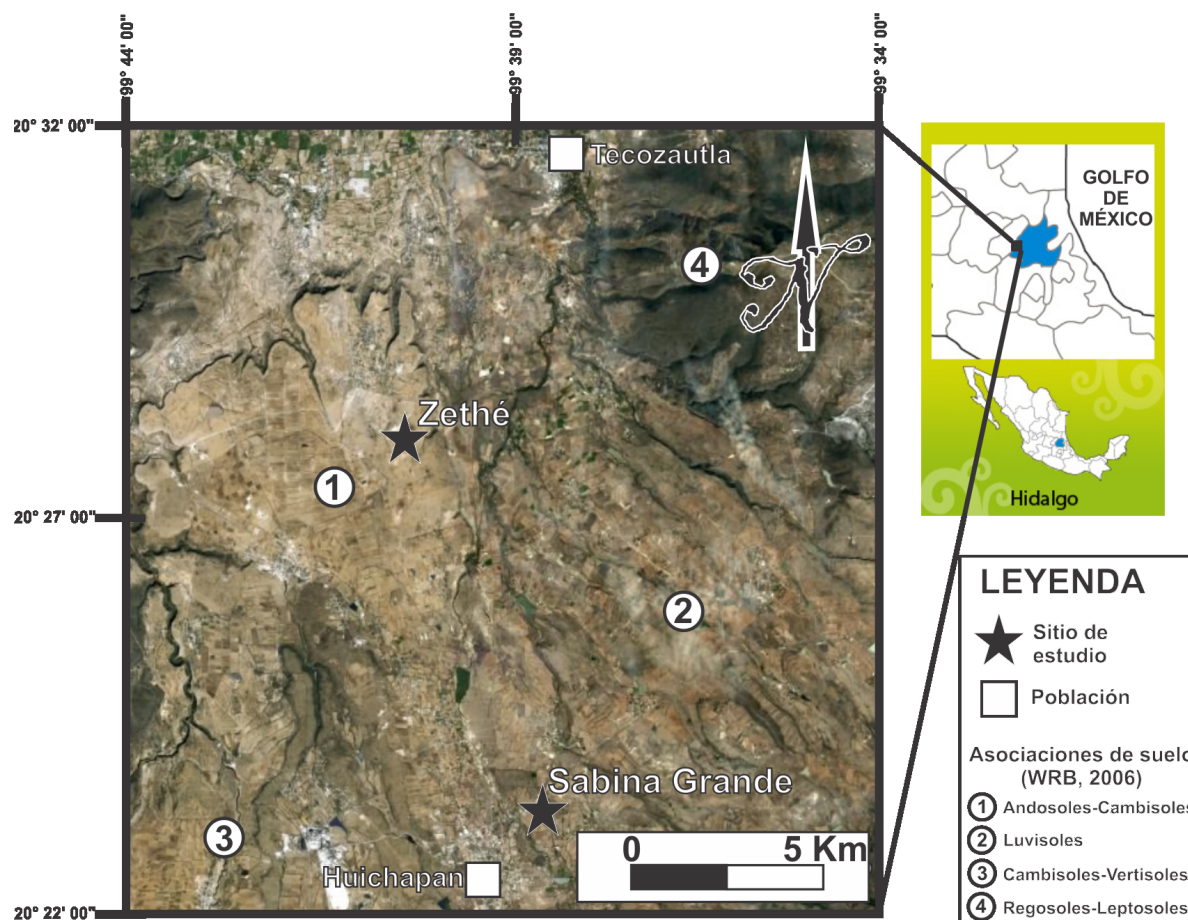 99° 44' 00"
99° 39' 00"
99° 34' 00"
20° 32' 00"
Tecozautla
GOLFO
DE
MÉXICO
4
Zethé
1
20° 27' 00"
Hidalgo
2
LEYENDA
Sitio de
estudio
Población
Asociaciones de suelo
(WRB, 2006)
1 Andosoles-Cambisoles
2 Luvisoles
3 Cambisoles-Vertisoles
4 Regosoles-Leptosoles
Sabina Grande
3
0 5 Km
Huichapan
20° 22' 00"
N